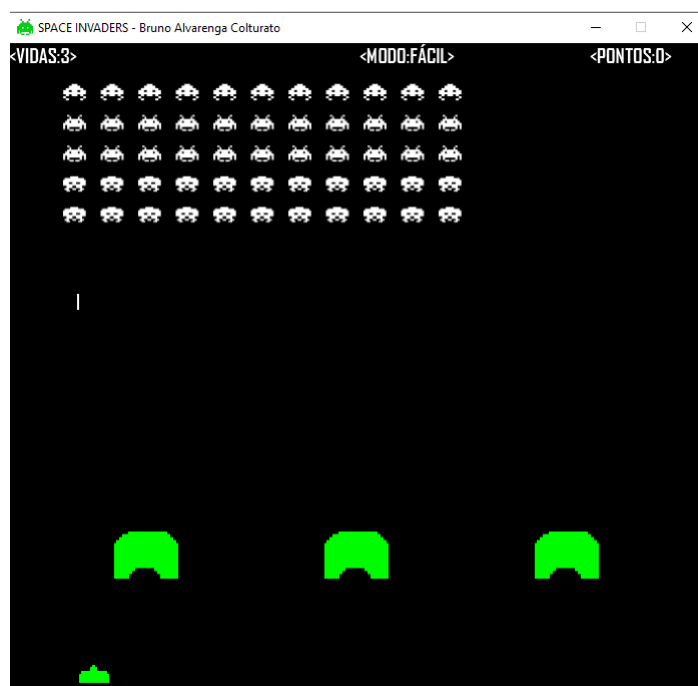 SPACE INVADERS - Bruno Alvarenga Colturato
<VIDAS:3> <MODO:FÁCIL> <PONTOS:0>